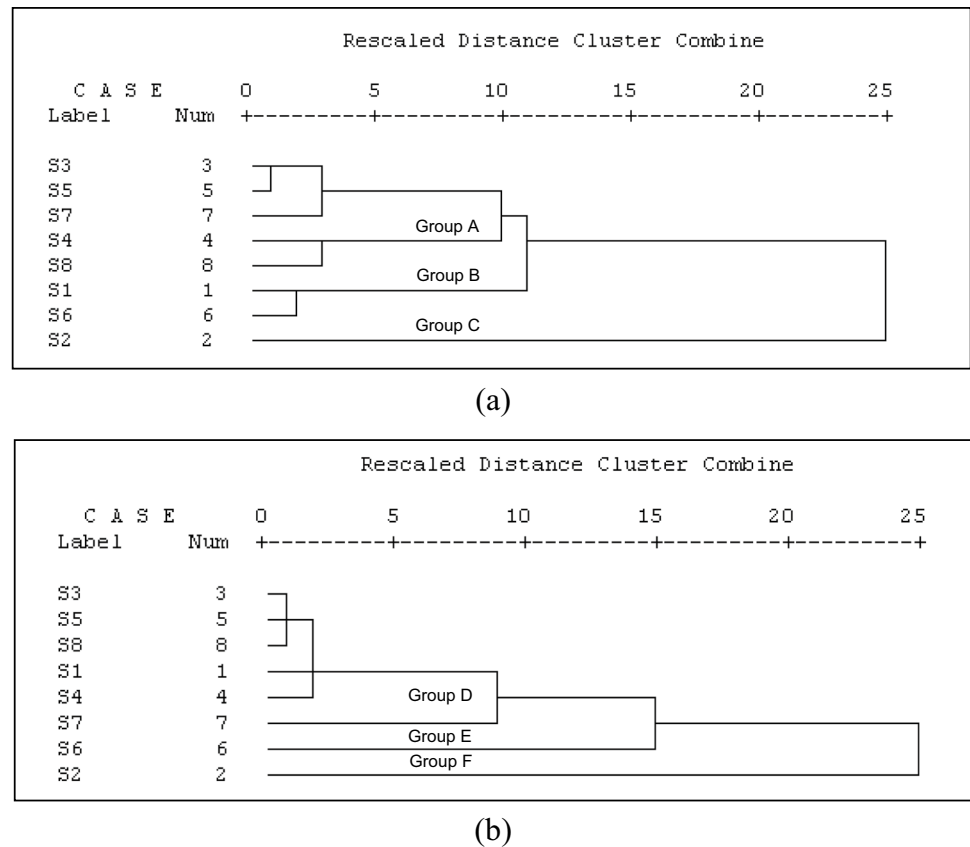 Rescaled Distance Cluster Combine
C A S E 0 5 10 15 20 25
Label Num +---------+---------+---------+---------+---------+
S3 3
S5 5
S7 7
Group A
S4 4
S8 8
Group B
S1 1
S6 6
Group C
S2 2
(a)
Rescaled Distance Cluster Combine
C A S E 0 5 10 15 20 25
Label Num +---------+---------+---------+---------+---------+
S3 3
S5 5
S8 8
S1 1
S4 4
Group D
S7 7
Group E
S6 6
Group F
S2 2
(b)